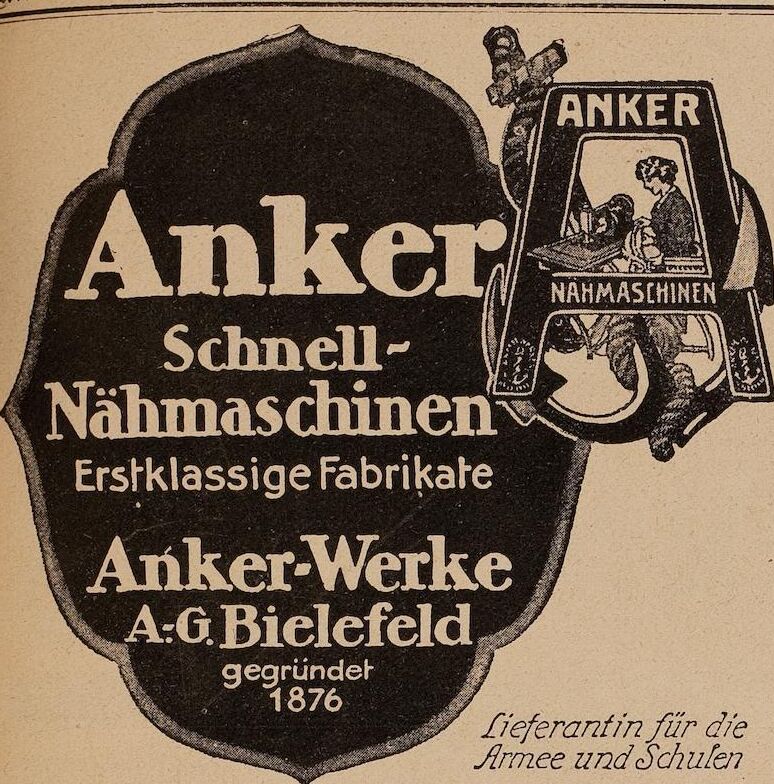 Anker
Schnell-
Nähmaschinen
Erstklassige Fabrikate
Anker-Werke
A.-G. Bielefeld
gegründet
1876
ANKER
NÄHMASCHINEN
Lieferantin für die
Armee und Schulen